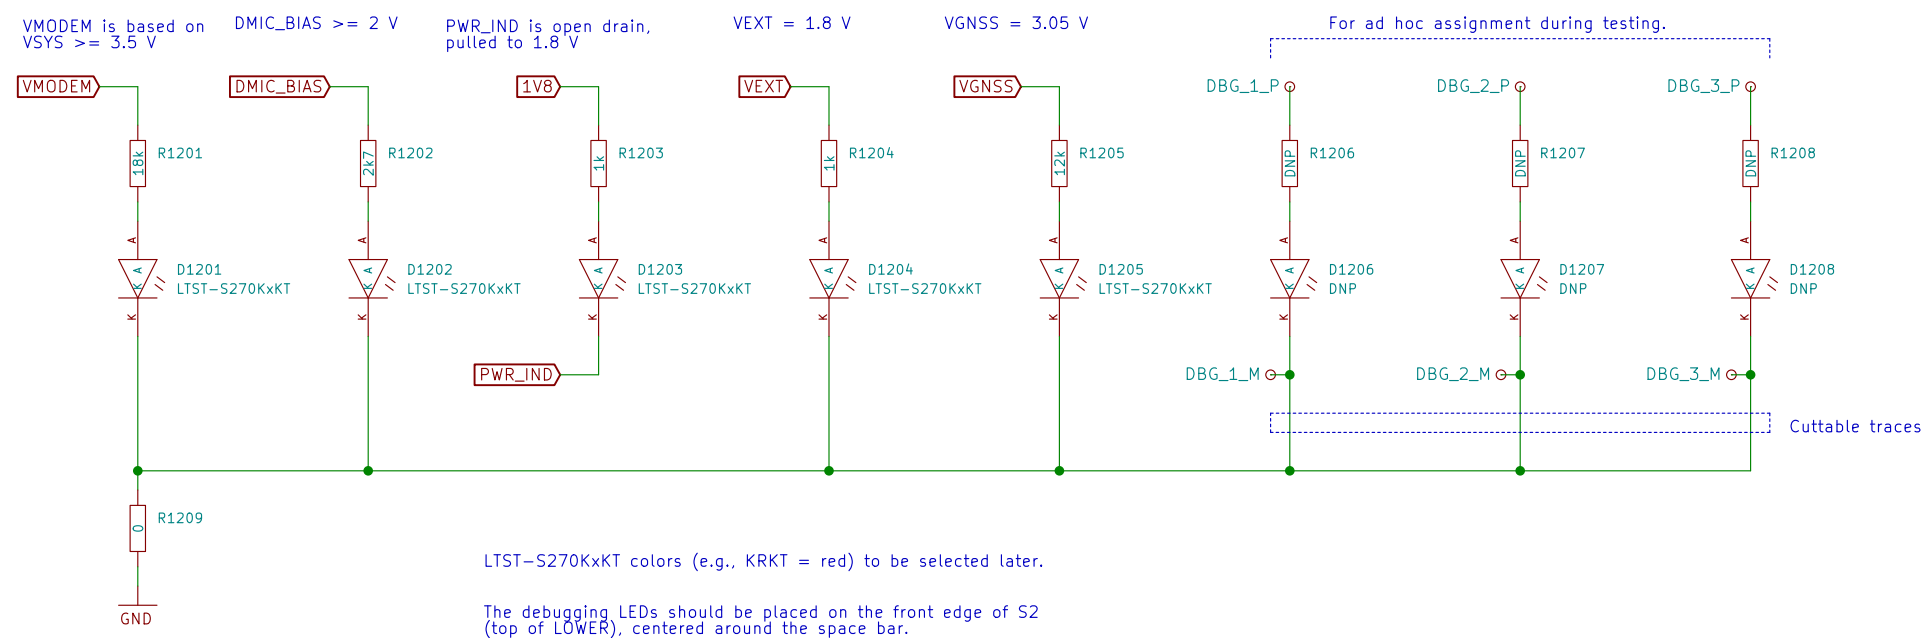 VMODEM is based on
VSYS >= 3.5 V
DMIC_BIAS >= 2 V
PWR_IND is open drain,
pulled to 1.8 V
VEXT = 1.8 V
VGNSS = 3.05 V
For ad hoc assignment during testing.
VMODEM
DMIC_BIAS
1V8
VEXT
VGNSS
DBG_1_P
DBG_2_P
DBG_3_P
18k
R1201
2k7
R1202
1k
R1203
1k
R1204
12k
R1205
DNP
R1206
DNP
R1207
DNP
R1208
A
A
A
A
A
A
A
A
A
K
D1201
LTST-S270KxKT
A
K
D1202
LTST-S270KxKT
A
K
D1203
LTST-S270KxKT
A
K
D1204
LTST-S270KxKT
A
K
D1205
LTST-S270KxKT
A
K
D1206
DNP
A
K
D1207
DNP
A
K
D1208
DNP
K
K
K
K
K
K
K
K
PWR_IND
DBG_1_M
DBG_2_M
DBG_3_M
Cuttable traces
0
R1209
GND
LTST-S270KxKT colors (e.g., KRKT = red) to be selected later.
The debugging LEDs should be placed on the front edge of S2
(top of LOWER), centered around the space bar.